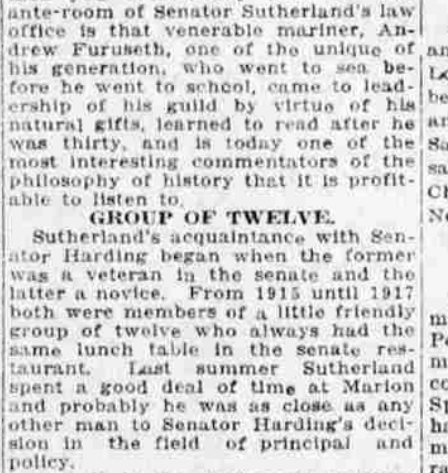 ante-room of Senator Sutherland's law
office is that venerable mariner, An-
drew Furuseth, one of the unique of
his generation, who went to sea be-
fore he went to school, came to lead-
ership of his guild by virtue of his
natural gifts, learned to read after he
was thirty, and is today one of the
most interesting commentators of the
philosophy of history that it is profit-
able to listen to.
GROUP OF TWELVE.
Sutherland's acquaintance with Sen-
ator Harding began when the former
was a veteran in the senate and the
latter a novice. From 1915 until 1917
both were members of a little friendly
group of twelve who always had the
same lunch table in the senate res-
taurant. Last summer Sutherland
spent a good deal of time at Marion
and probably he was as close as any
other man to Senator Harding's deci-
sion in the field of principal and
policy.